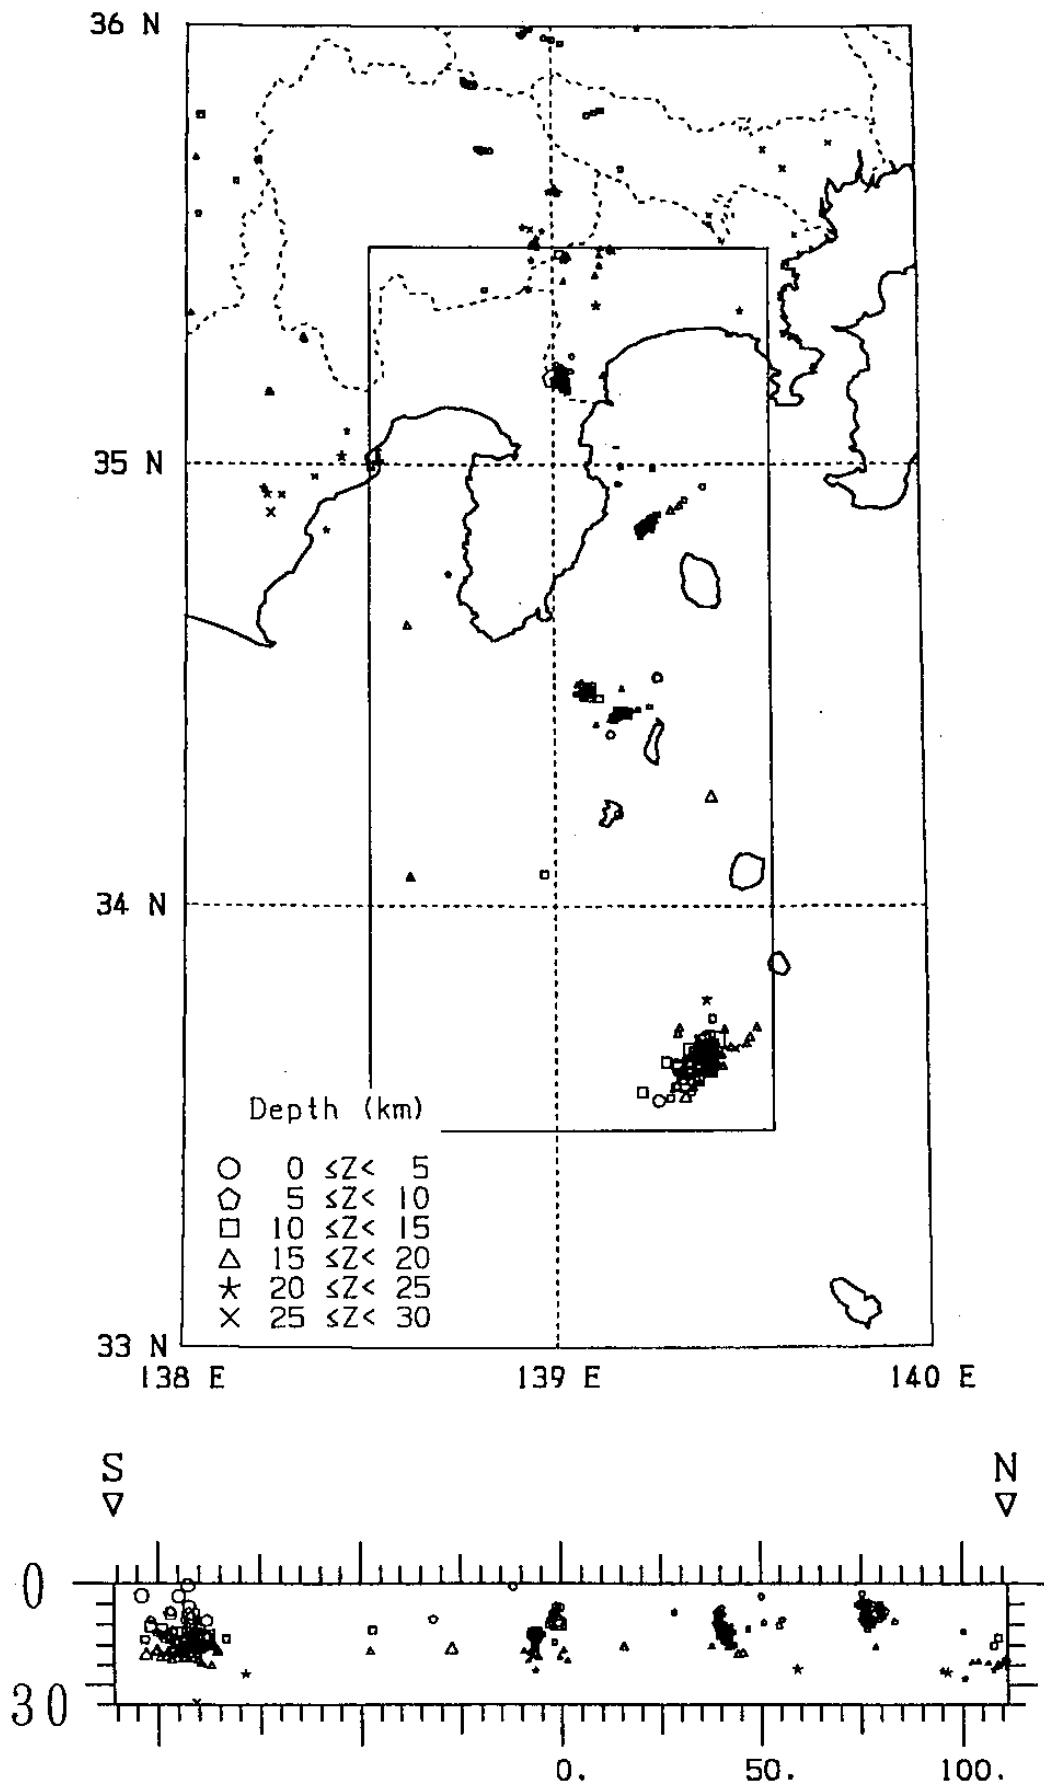 36 N
35 N
34 N
Depth (km)
0 ≤Z< 5
5 ≤Z< 10
10 ≤Z< 15
15 ≤Z< 20
20 ≤Z< 25
25 ≤Z< 30
33 N
138 E 139 E 140 E
S N
0
30
0. 50. 100.